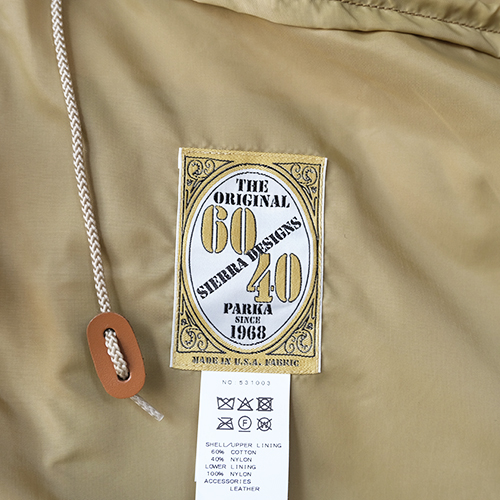 THE
ORIGINAL
60
SIERRA DESIGNS
40
PARKA
SINCE
1968
MADE IN U.S.A. FABRIC
NO. 531003
SHELL/UPPER LINING
60% COTTON
40% NYLON
LOWER LINING
100% NYLON
ACCESSORIES
LEATHER